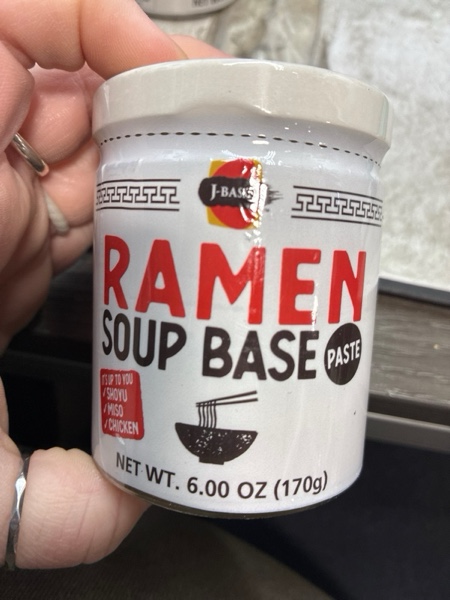 J-BASKET
RAMEN
SOUP BASE
PASTE
IT'S UP TO YOU
✓ SHOYU
✓ MISO
✓ CHICKEN
NET WT. 6.00 OZ (170g)